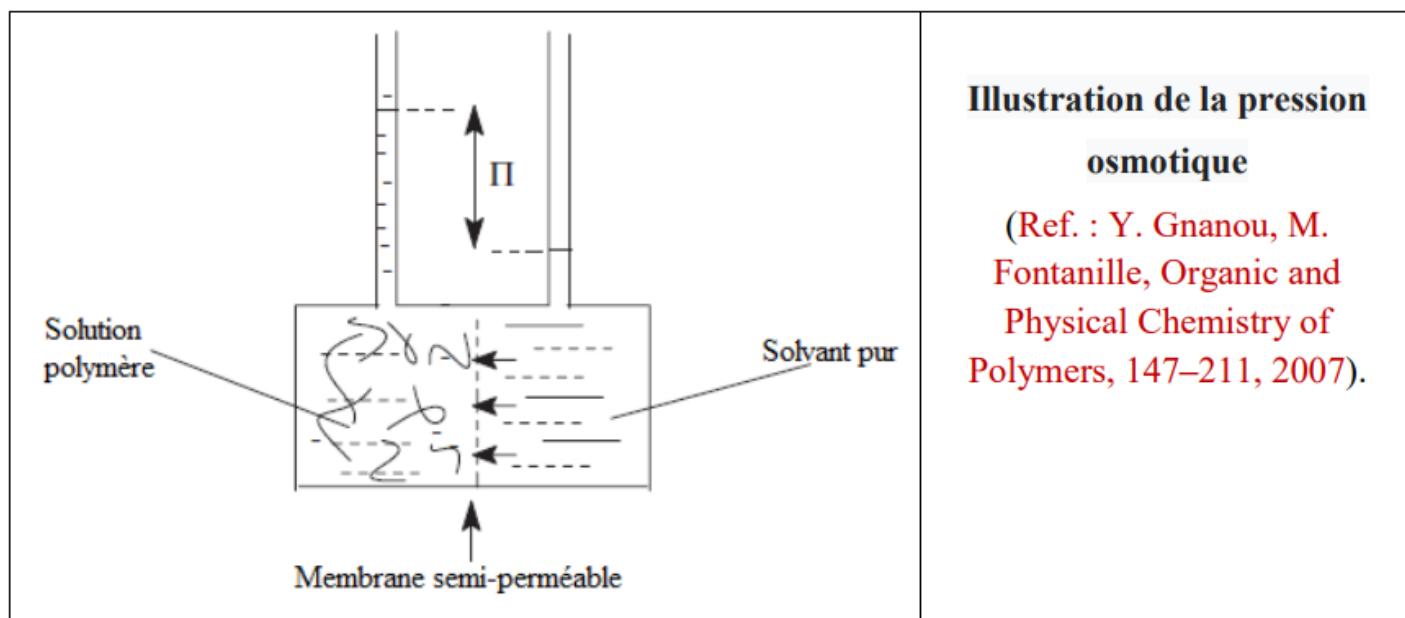 Π
Solution
polymère
Solvant pur
Membrane semi-perméable
Illustration de la pression
osmotique
(Ref. : Y. Gnanou, M.
Fontanille, Organic and
Physical Chemistry of
Polymers, 147–211, 2007).